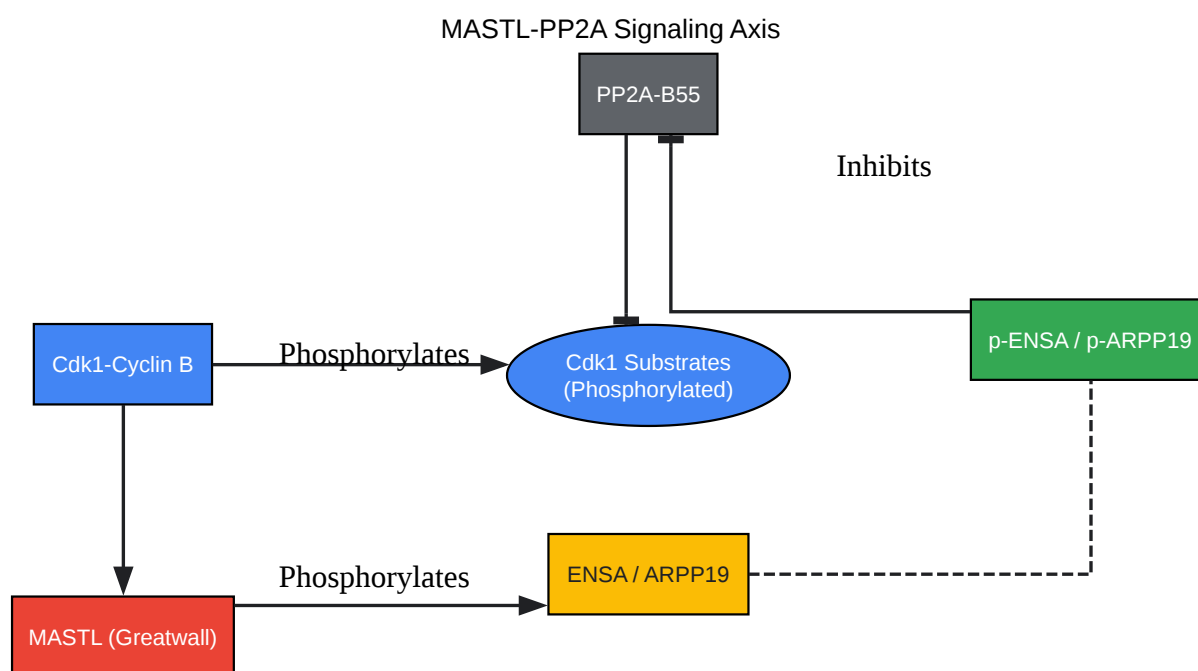 MASTL-PP2A Signaling Axis
PP2A-B55
Inhibits
p-ENSA / p-ARPP19
Cdk1-Cyclin B
Phosphorylates
Cdk1 Substrates
(Phosphorylated)
Phosphorylates
ENSA / ARPP19
MASTL (Greatwall)